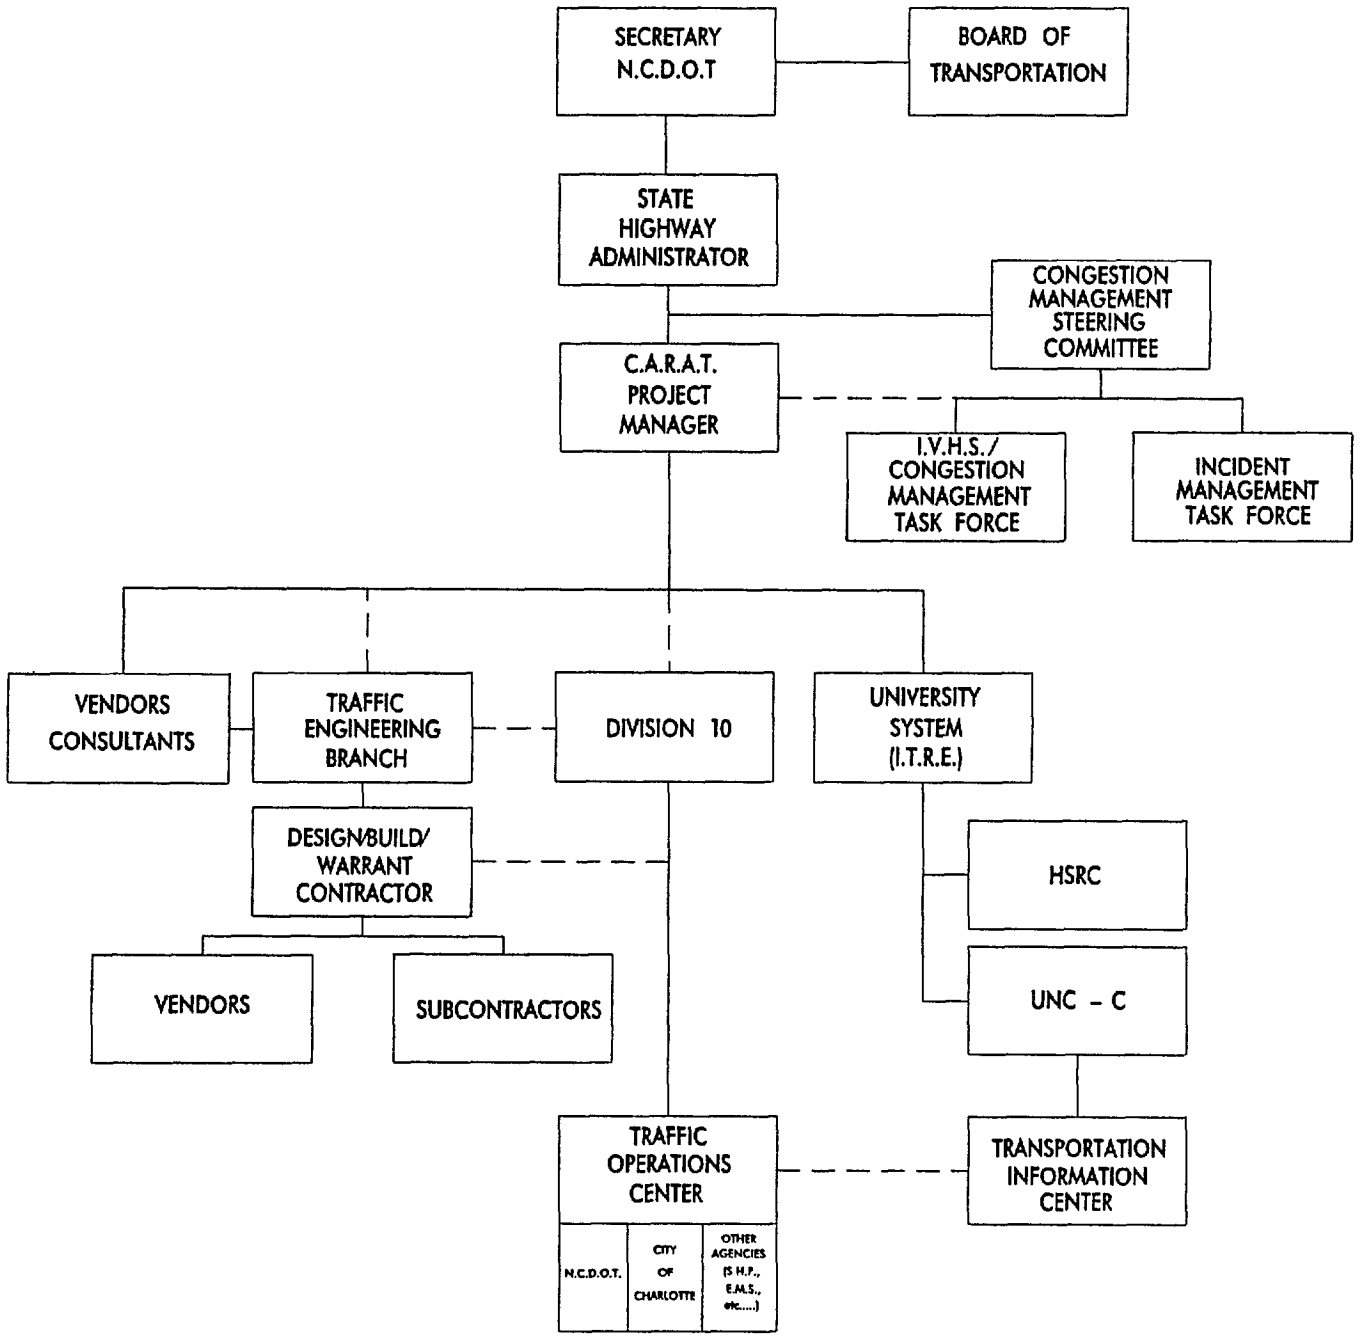 SECRETARY
N.C.D.O.T
BOARD OF
TRANSPORTATION
STATE
HIGHWAY
ADMINISTRATOR
CONGESTION
MANAGEMENT
STEERING
COMMITTEE
C.A.R.A.T.
PROJECT
MANAGER
I.V.H.S./
CONGESTION
MANAGEMENT
TASK FORCE
INCIDENT
MANAGEMENT
TASK FORCE
VENDORS
CONSULTANTS
TRAFFIC
ENGINEERING
BRANCH
DIVISION 10
UNIVERSITY
SYSTEM
(I.T.R.E.)
DESIGN/BUILD/
WARRANT
CONTRACTOR
HSRC
VENDORS
SUBCONTRACTORS
UNC - C
TRAFFIC
OPERATIONS
CENTER
TRANSPORTATION
INFORMATION
CENTER
N.C.D.O.T.
CITY
OF
CHARLOTTE
OTHER
AGENCIES
(S H.P.,
E.M.S.,
etc.....)